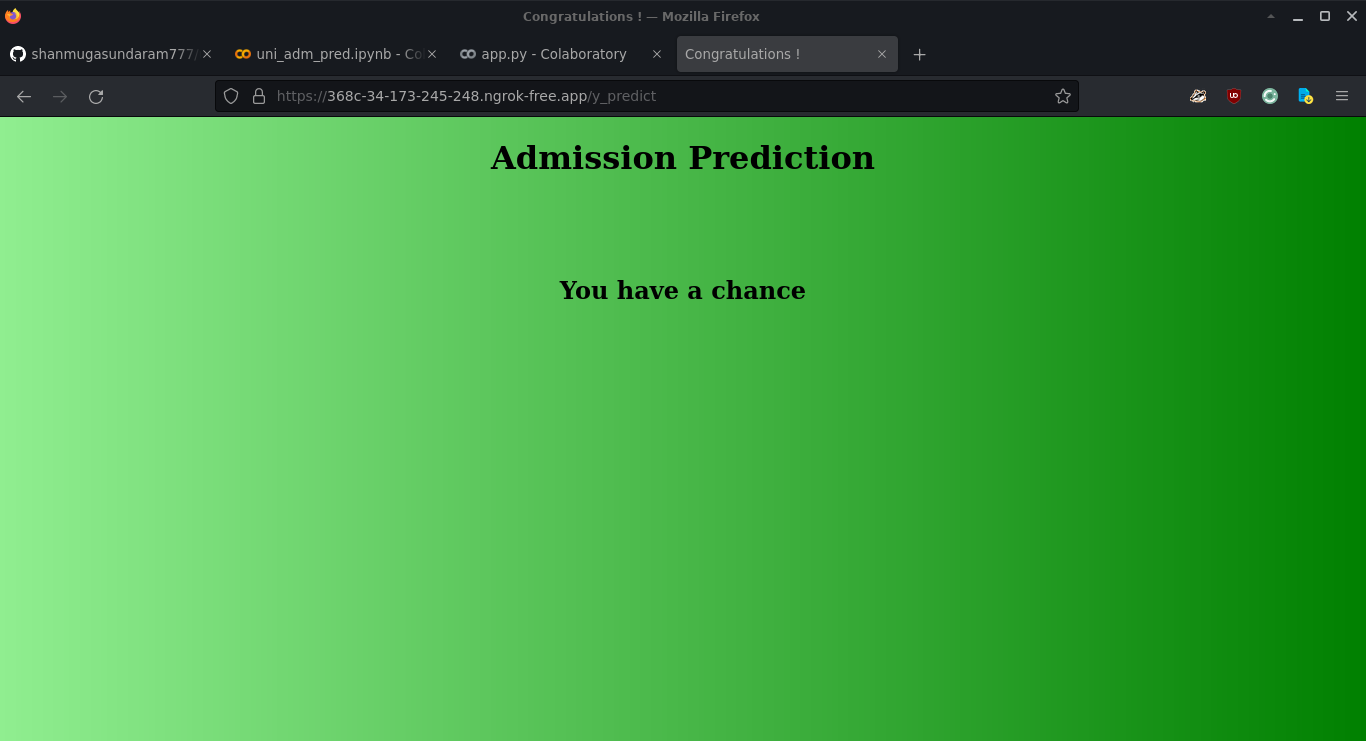 Congratulations ! — Mozilla Firefox
shanmugasundaram777/
uni_adm_pred.ipynb - Co
app.py - Colaboratory
Congratulations !
https://368c-34-173-245-248.ngrok-free.app/y_predict
Admission Prediction
You have a chance